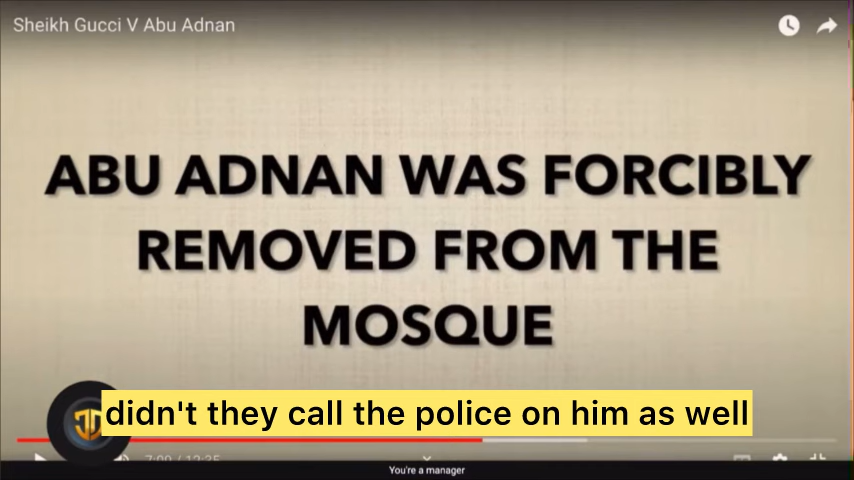 Sheikh Gucci V Abu Adnan
ABU ADNAN WAS FORCIBLY
REMOVED FROM THE
MOSQUE
didn't they call the police on him as well
You're a manager